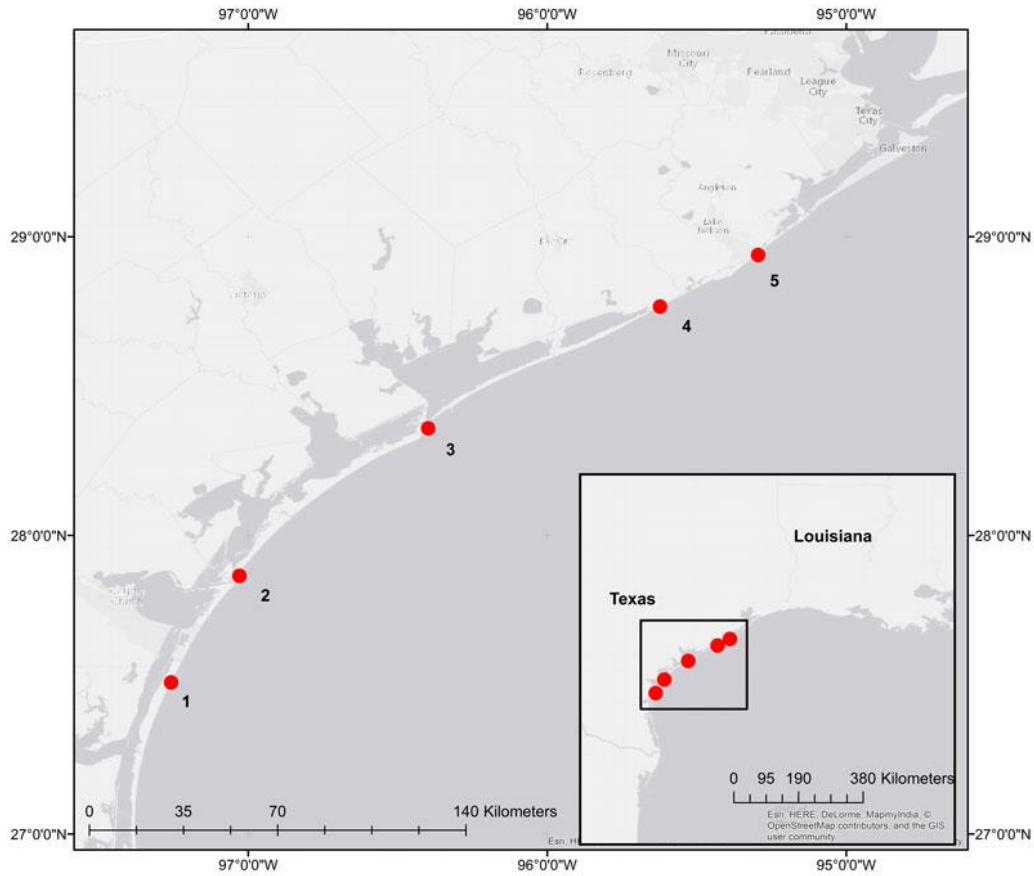 97°0'0"W 96°0'0"W 95°0'0"W
Missouri
City
Rosenberg
Pearland
League
City
Texas
City
Galveston
Angleton
Lake
Jackson
29°0'0"N 29°0'0"N
5
4
3
28°0'0"N 28°0'0"N
2
1
Louisiana
Texas
0 95 190 380 Kilometers
Esri, HERE, DeLorme, MapmyIndia, ©
OpenStreetMap contributors, and the GIS
user community
0 35 70 140 Kilometers
Esri, H
27°0'0"N 27°0'0"N
97°0'0"W 96°0'0"W 95°0'0"W